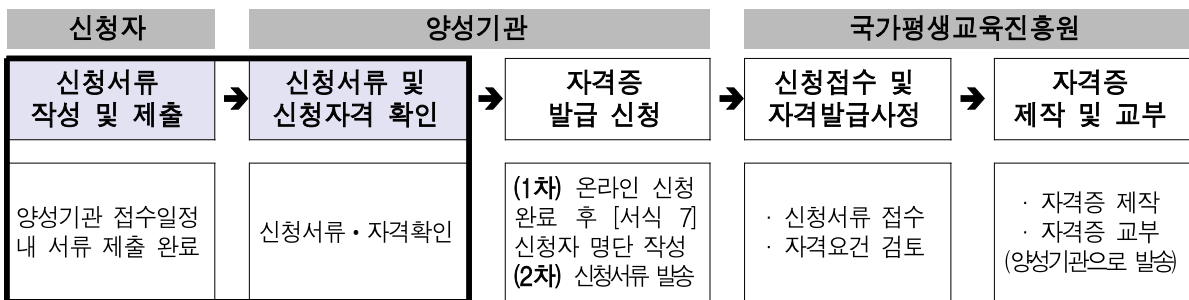 신청자
양성기관
국가평생교육진흥원
신청서류
작성 및 제출
➔
신청서류 및
신청자격 확인
➔
자격증
발급 신청
➔
신청접수 및
자격발급사정
➔
자격증
제작 및 교부
양성기관 접수일정
내 서류 제출 완료
신청서류・자격확인
(1차) 온라인 신청
완료 후 [서식 7]
신청자 명단 작성
(2차) 신청서류 발송
· 신청서류 접수
· 자격요건 검토
· 자격증 제작
· 자격증 교부
(양성기관으로 발송)